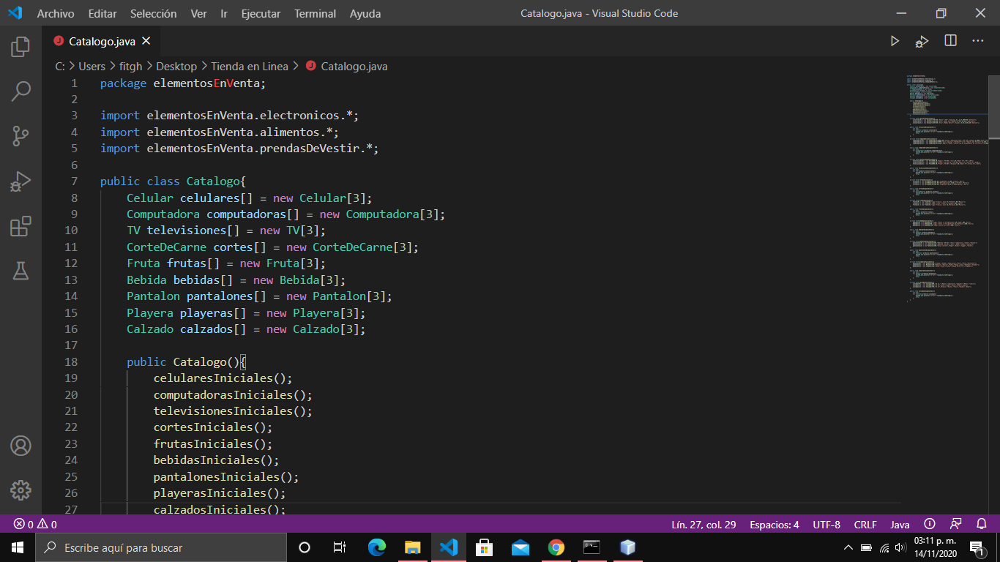 Archivo Editar Selección Ver Ir Ejecutar Terminal Ayuda Catalogo.java - Visual Studio Code
Catalogo.java
C: > Users > fitgh > Desktop > Tienda en Linea > Catalogo.java
1 package elementosEnVenta;
2
3 import elementosEnVenta.electronicos.*;
4 import elementosEnVenta.alimentos.*;
5 import elementosEnVenta.prendasDeVestir.*;
6
7 public class Catalogo{
8 Celular celulares[] = new Celular[3];
9 Computadora computadoras[] = new Computadora[3];
10 TV televisiones[] = new TV[3];
11 CorteDeCarne cortes[] = new CorteDeCarne[3];
12 Fruta frutas[] = new Fruta[3];
13 Bebida bebidas[] = new Bebida[3];
14 Pantalon pantalones[] = new Pantalon[3];
15 Playera playeras[] = new Playera[3];
16 Calzado calzados[] = new Calzado[3];
17
18 public Catalogo(){
19 celularesIniciales();
20 computadorasIniciales();
21 televisionesIniciales();
22 cortesIniciales();
23 frutasIniciales();
24 bebidasIniciales();
25 pantalonesIniciales();
26 playerasIniciales();
27 calzadosIniciales();
0 0 Lín. 27, col. 29 Espacios: 4 UTF-8 CRLF Java
Escribe aquí para buscar
03:11 p. m.
14/11/2020
1